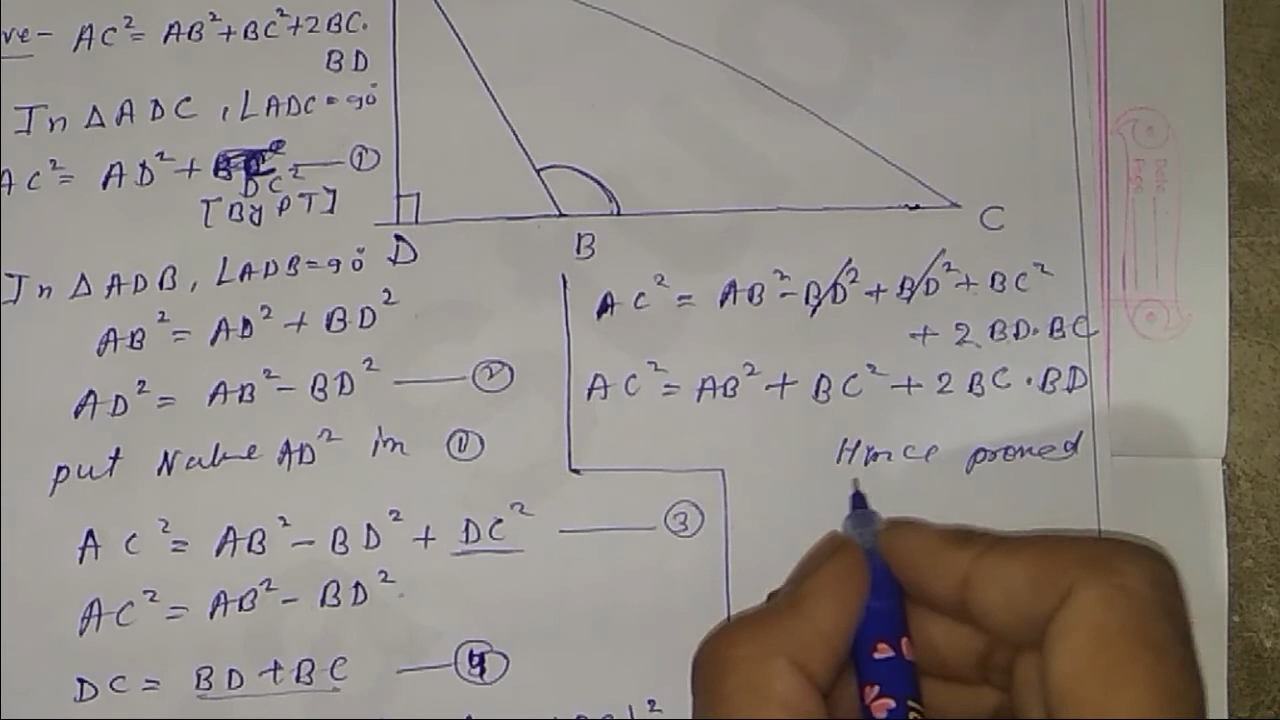 ve- AC²= AB²+BC²+2BC.
BD
In △ADC, ∠ADC=90°
AC²= AD²+ DC² —— ①
[By PT]
D
B
C
In △ADB, ∠ADB=90°
AB²= AD²+BD²
AD²= AB²-BD² —— ②
put Value AD² in ①
AC²= AB²-BD²+DC² —— ③
AC²= AB²-BD²
DC= BD+BC —— ④
AC²= AB²-BD²+BD²+BC²
+2BD.BC
AC²= AB²+BC²+2BC.BD
Hence proved
Date
Page